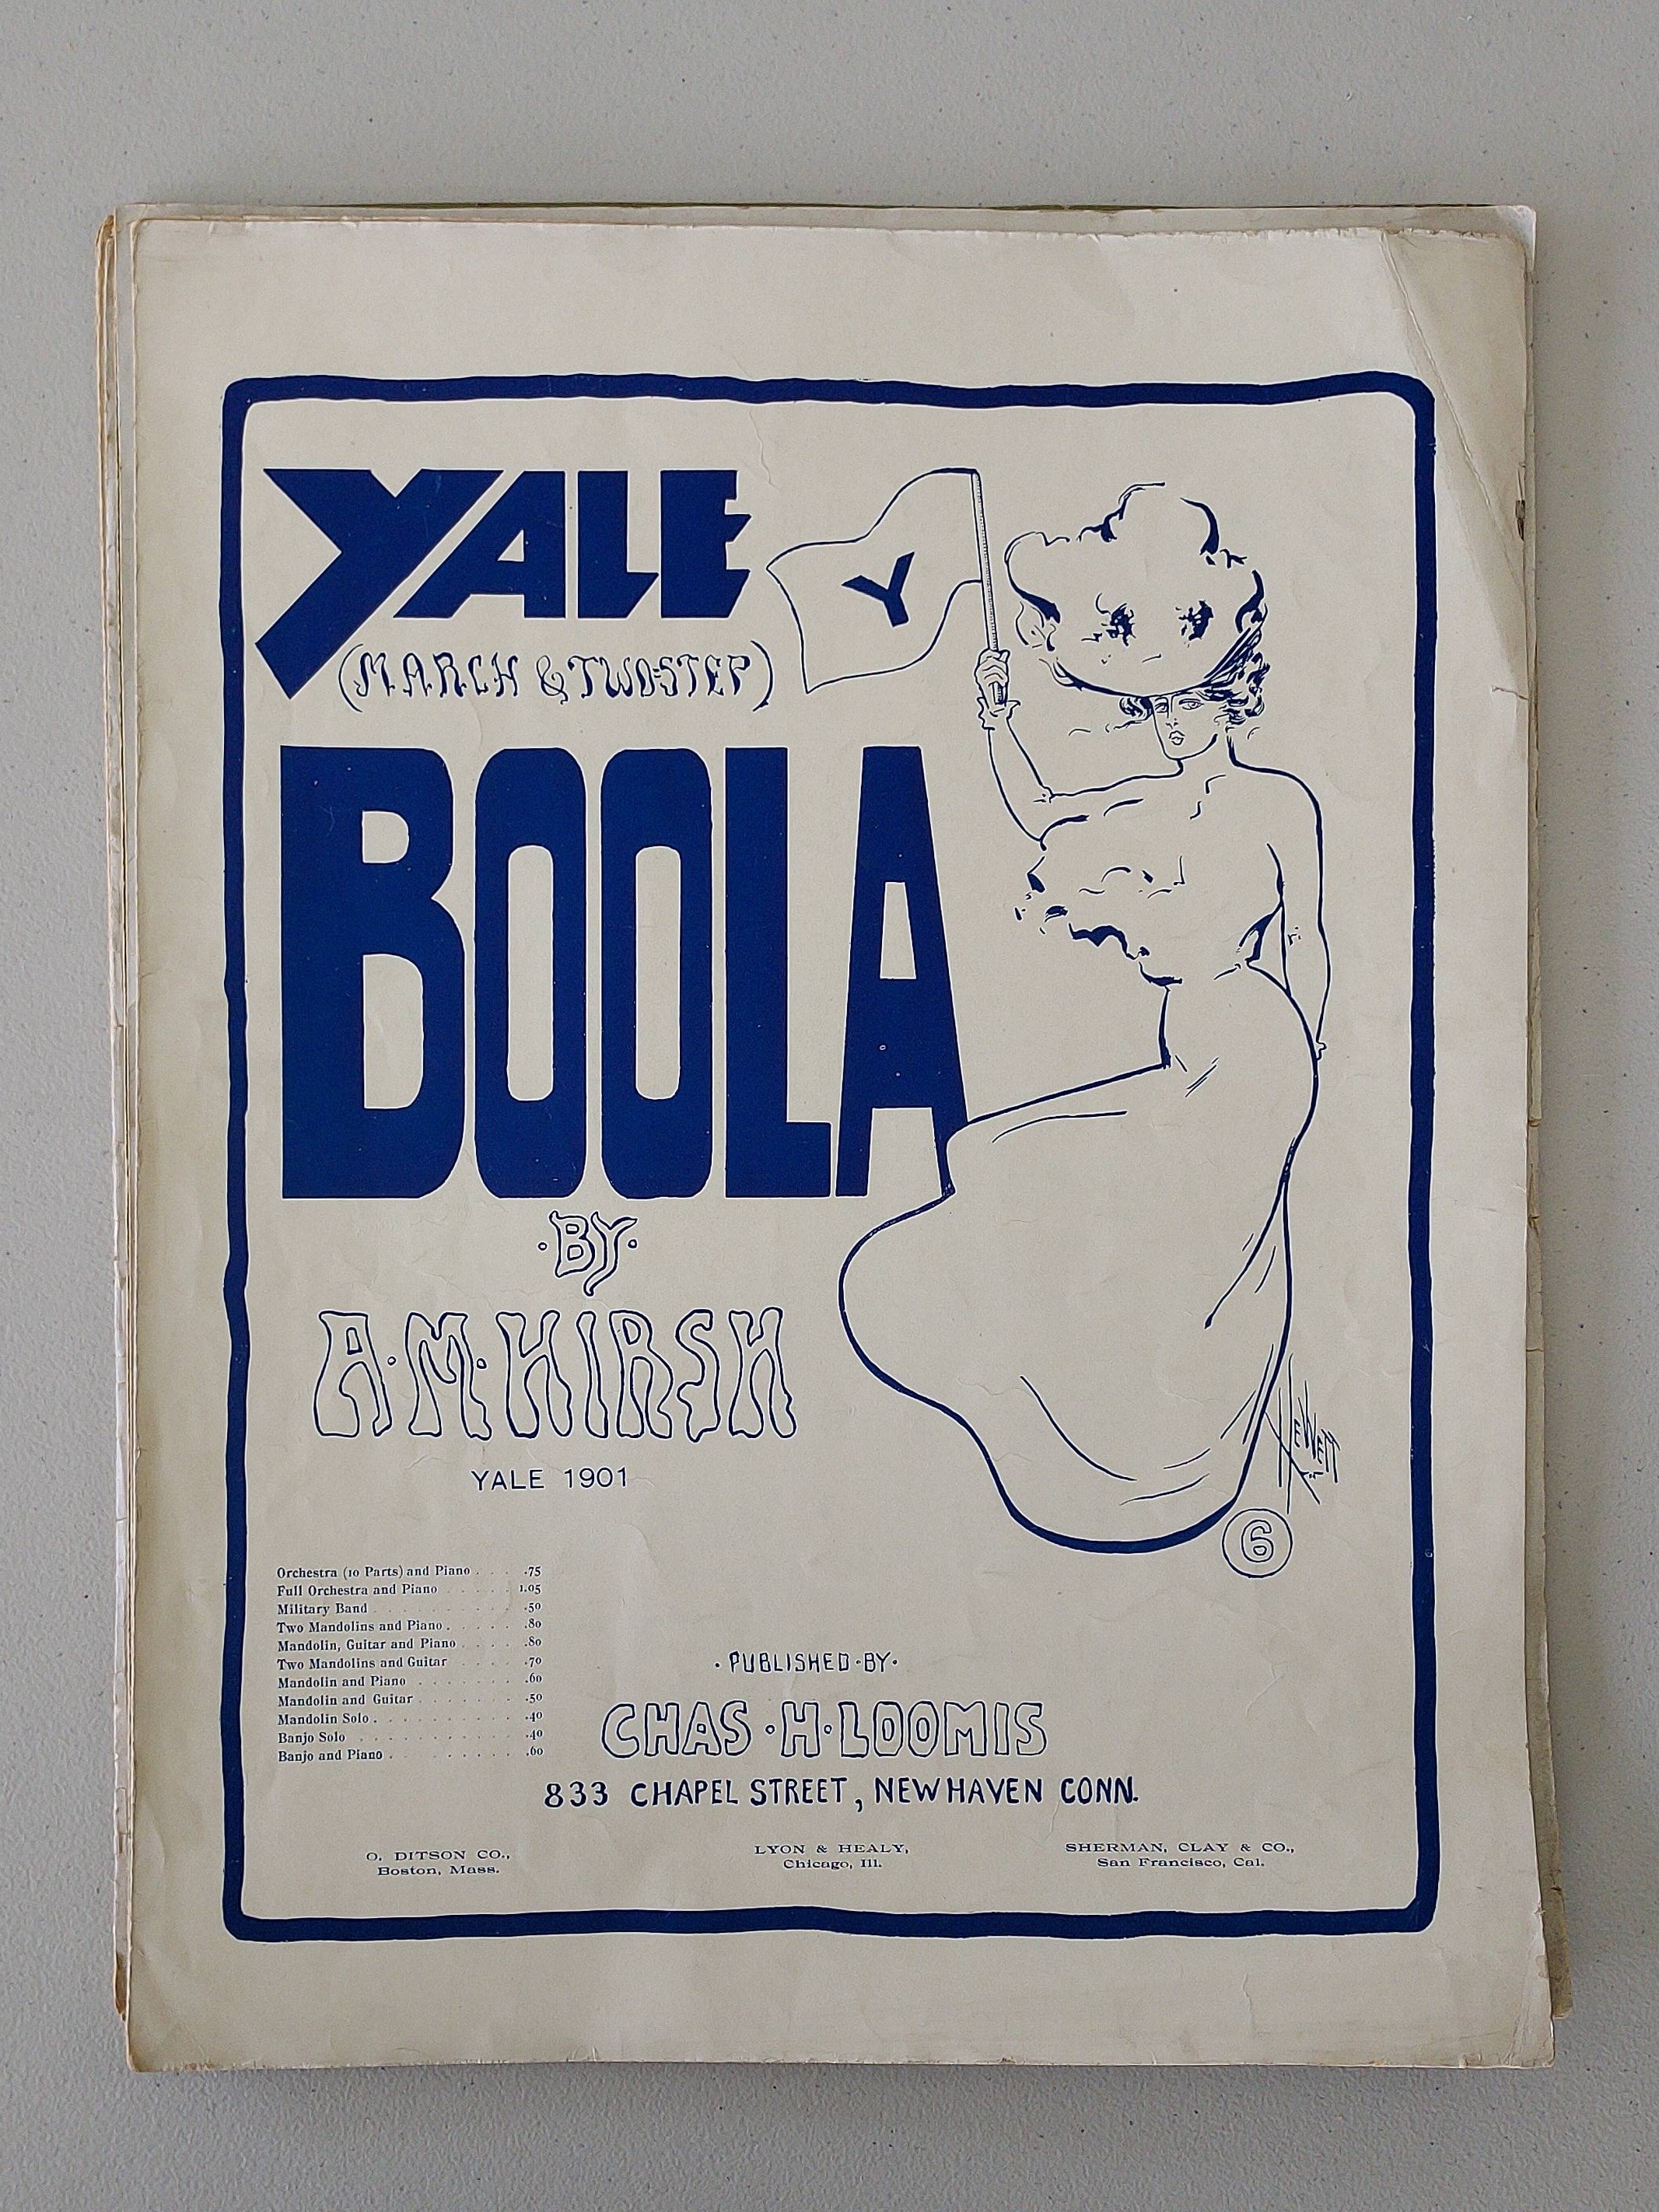 YALE
Y
(MARCH & TWO-STEP)
BOOLA
·BY·
A·M·HIRSH
YALE 1901
HEWETT
6
Orchestra (10 Parts) and Piano . . . .75
Full Orchestra and Piano . . . . . 1.05
Military Band . . . . . . . . . .50
Two Mandolins and Piano . . . . . .80
Mandolin, Guitar and Piano . . . . .80
Two Mandolins and Guitar . . . . .70
Mandolin and Piano . . . . . . . .60
Mandolin and Guitar . . . . . . . .50
Mandolin Solo . . . . . . . . . .40
Banjo Solo . . . . . . . . . . .40
Banjo and Piano . . . . . . . . .60
·PUBLISHED·BY·
CHAS·H·LOOMIS
833 CHAPEL STREET, NEW HAVEN CONN.
O. DITSON CO.,
Boston, Mass.
LYON & HEALY,
Chicago, Ill.
SHERMAN, CLAY & CO.,
San Francisco, Cal.